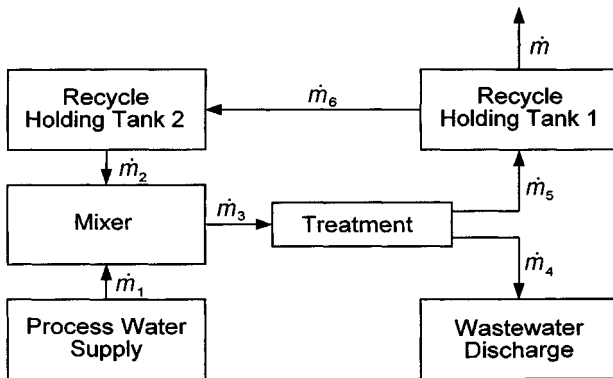 ṁ
Recycle
Holding Tank 2
ṁ6
Recycle
Holding Tank 1
ṁ2
Mixer
ṁ3
Treatment
ṁ5
ṁ4
ṁ1
Process Water
Supply
Wastewater
Discharge